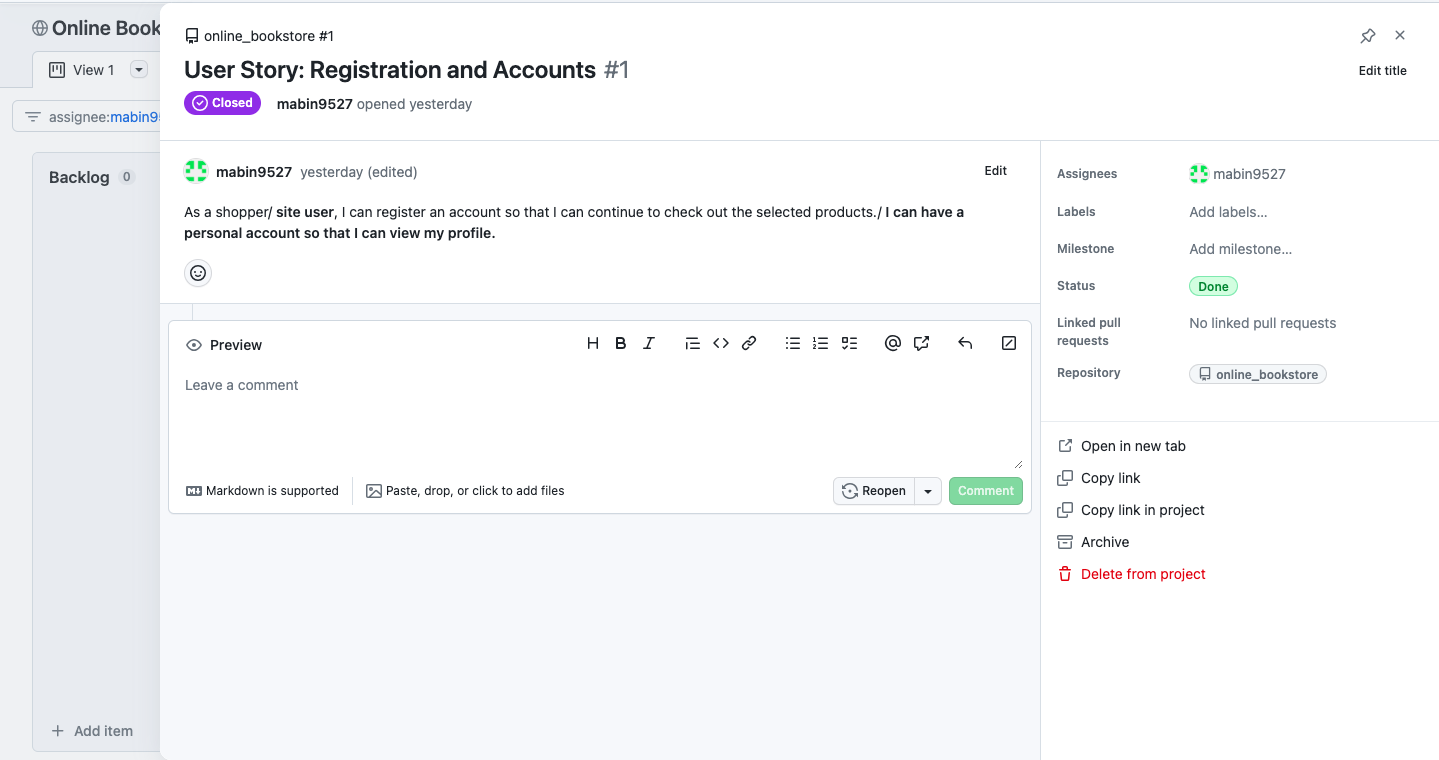 Online Book
View 1
assignee:mabin95
Backlog 0
Add item
online_bookstore #1
User Story: Registration and Accounts #1
Edit title
Closed
mabin9527 opened yesterday
mabin9527 yesterday (edited)
Edit
As a shopper/ site user, I can register an account so that I can continue to check out the selected products./ I can have a
personal account so that I can view my profile.
Preview
Leave a comment
Markdown is supported
Paste, drop, or click to add files
Reopen
Comment
Assignees
mabin9527
Labels
Add labels…
Milestone
Add milestone…
Status
Done
Linked pull
requests
No linked pull requests
Repository
online_bookstore
Open in new tab
Copy link
Copy link in project
Archive
Delete from project